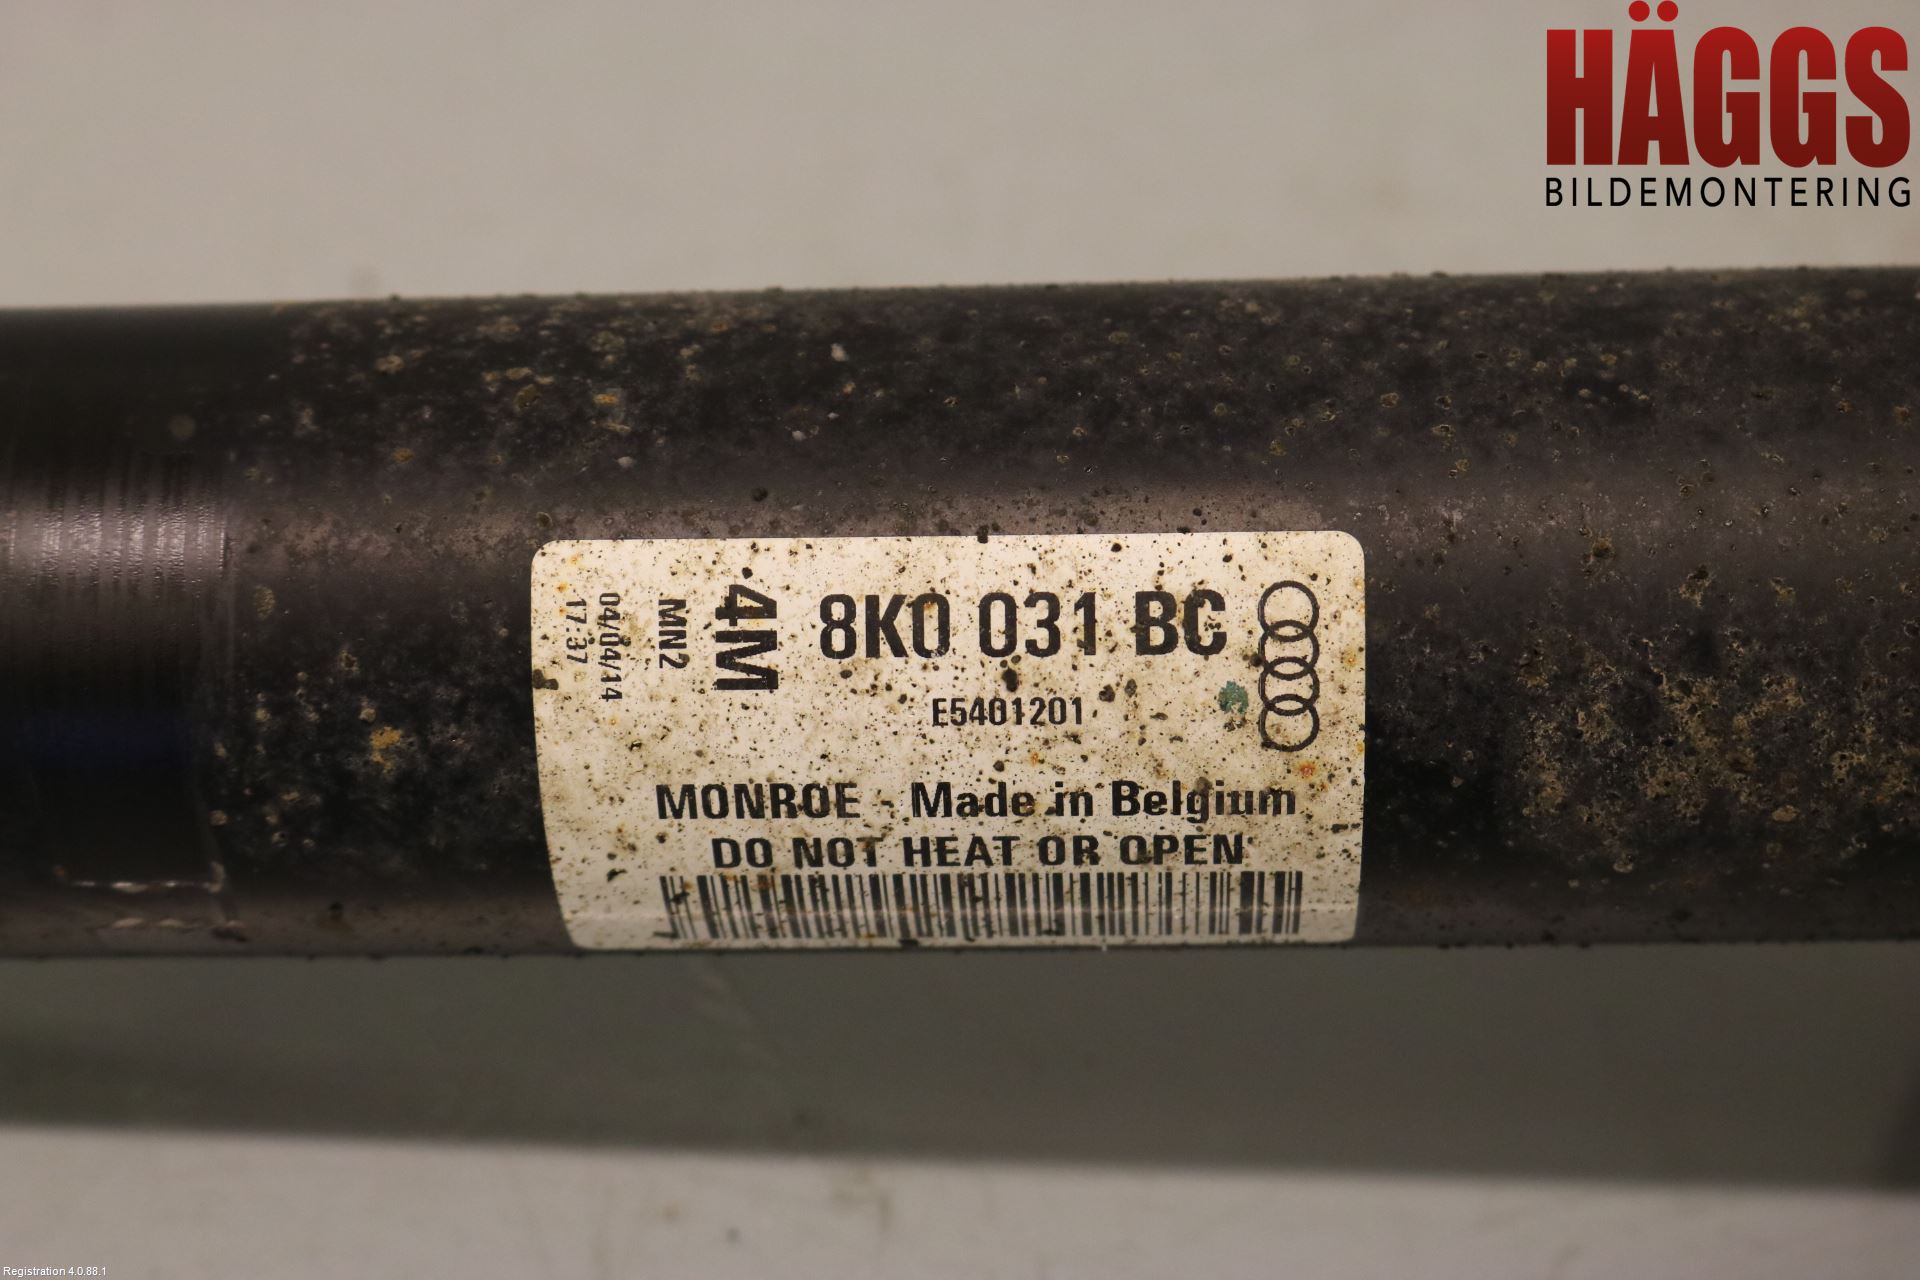 HÄGGS
BILDEMONTERING
8K0 031 BC
4M
MN2
04/04/14
17:37
E5401201
MONROE - Made in Belgium
DO NOT HEAT OR OPEN
Registration 4.0.88.1